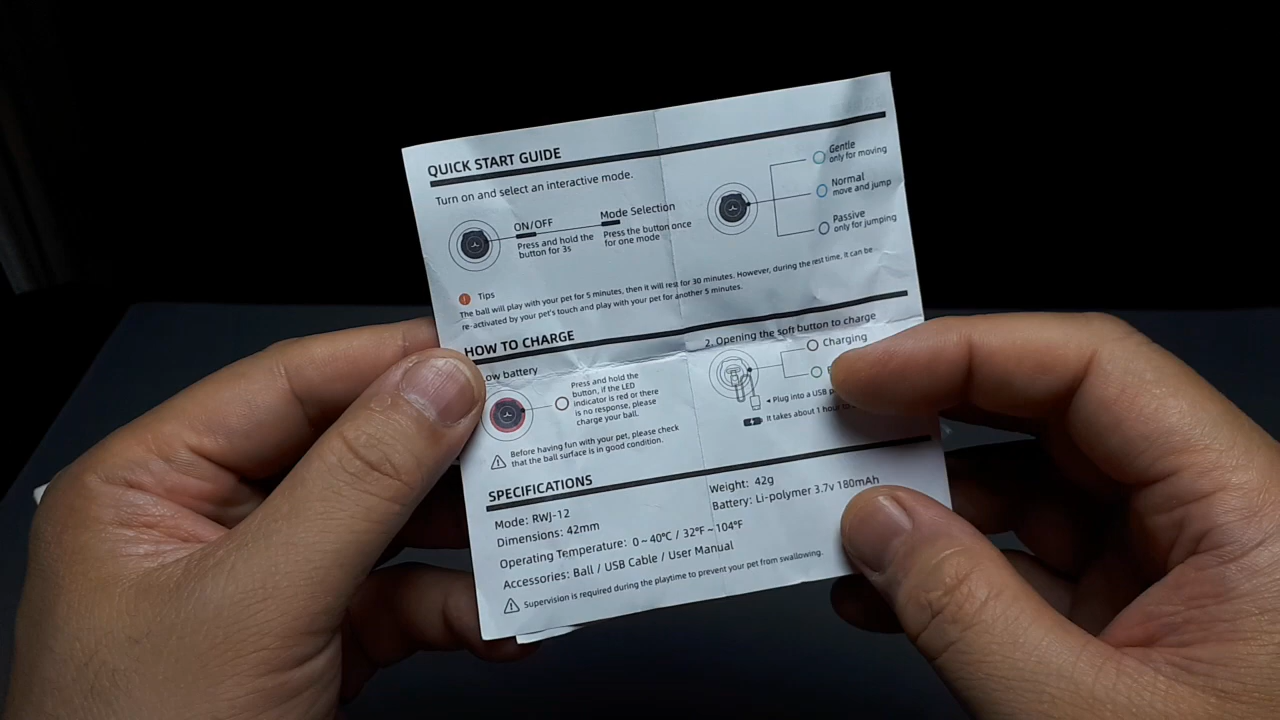 QUICK START GUIDE
Turn on and select an interactive mode.
ON/OFF
Press and hold the
button for 3s
Mode Selection
Press the button once
for one mode
Gentle
only for moving
Normal
move and jump
Passive
only for jumping
! Tips
The ball will play with your pet for 5 minutes, then it will rest for 30 minutes. However, during the rest time, it can be
re-activated by your pet's touch and play with your pet for another 5 minutes.
HOW TO CHARGE
ow battery
Press and hold the
button, if the LED
indicator is red or there
is no response, please
charge your ball.
Before having fun with your pet, please check
that the ball surface is in good condition.
2. Opening the soft button to charge
Charging
Plug into a USB
It takes about 1 hour
SPECIFICATIONS
Mode: RWJ-12
Dimensions: 42mm
Weight: 42g
Battery: Li-polymer 3.7v 180mAh
Operating Temperature: 0~40℃ / 32℉~104℉
Accessories: Ball / USB Cable / User Manual
Supervision is required during the playtime to prevent your pet from swallowing.